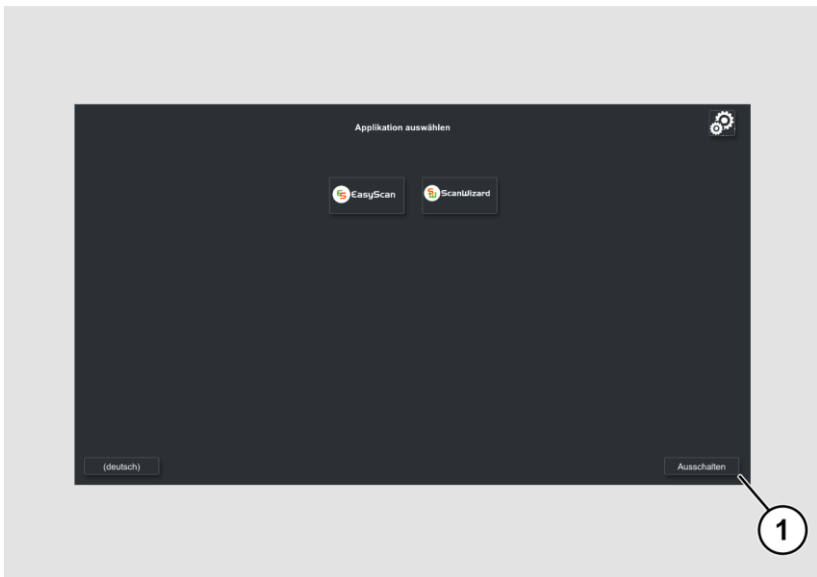 Applikation auswählen
EasyScan
ScanWizard
(deutsch)
Ausschalten
1